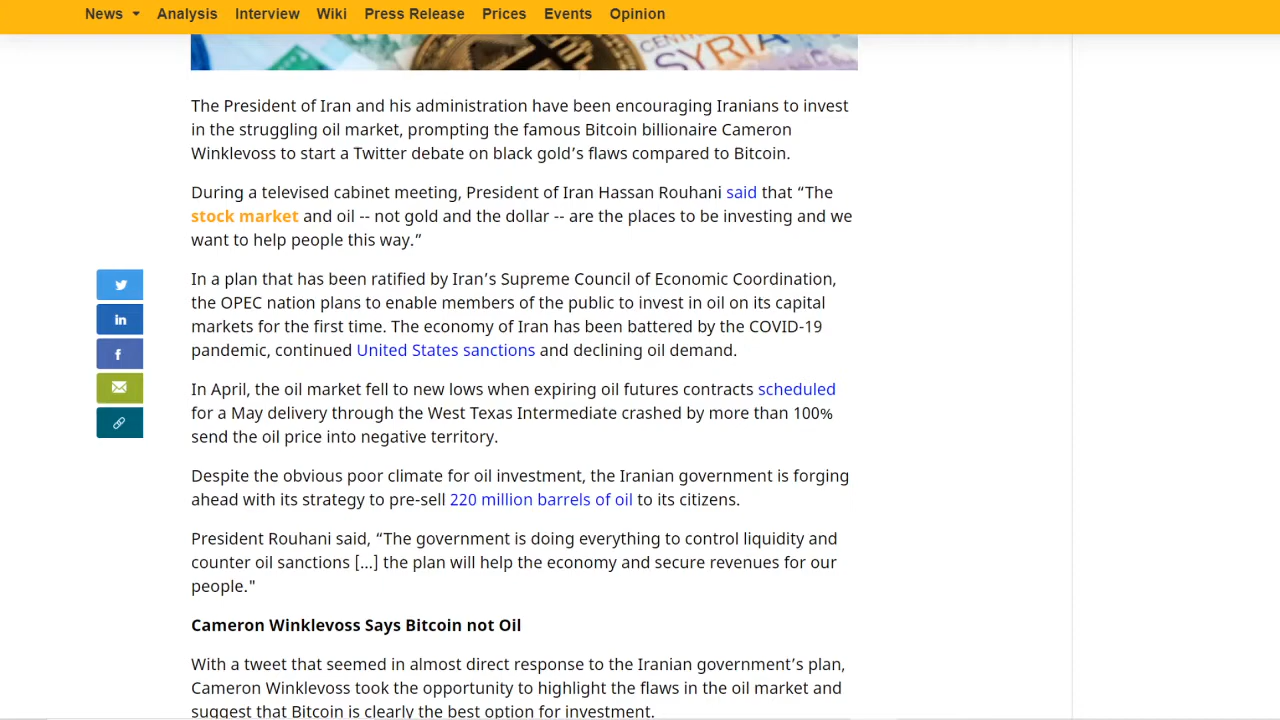 News Analysis Interview Wiki Press Release Prices Events Opinion
SYRIA
The President of Iran and his administration have been encouraging Iranians to invest
in the struggling oil market, prompting the famous Bitcoin billionaire Cameron
Winklevoss to start a Twitter debate on black gold’s flaws compared to Bitcoin.
During a televised cabinet meeting, President of Iran Hassan Rouhani said that “The
stock market and oil -- not gold and the dollar -- are the places to be investing and we
want to help people this way.”
In a plan that has been ratified by Iran’s Supreme Council of Economic Coordination,
the OPEC nation plans to enable members of the public to invest in oil on its capital
markets for the first time. The economy of Iran has been battered by the COVID-19
pandemic, continued United States sanctions and declining oil demand.
in
f
In April, the oil market fell to new lows when expiring oil futures contracts scheduled
for a May delivery through the West Texas Intermediate crashed by more than 100%
send the oil price into negative territory.
Despite the obvious poor climate for oil investment, the Iranian government is forging
ahead with its strategy to pre-sell 220 million barrels of oil to its citizens.
President Rouhani said, “The government is doing everything to control liquidity and
counter oil sanctions [...] the plan will help the economy and secure revenues for our
people."
Cameron Winklevoss Says Bitcoin not Oil
With a tweet that seemed in almost direct response to the Iranian government’s plan,
Cameron Winklevoss took the opportunity to highlight the flaws in the oil market and
suggest that Bitcoin is clearly the best option for investment.